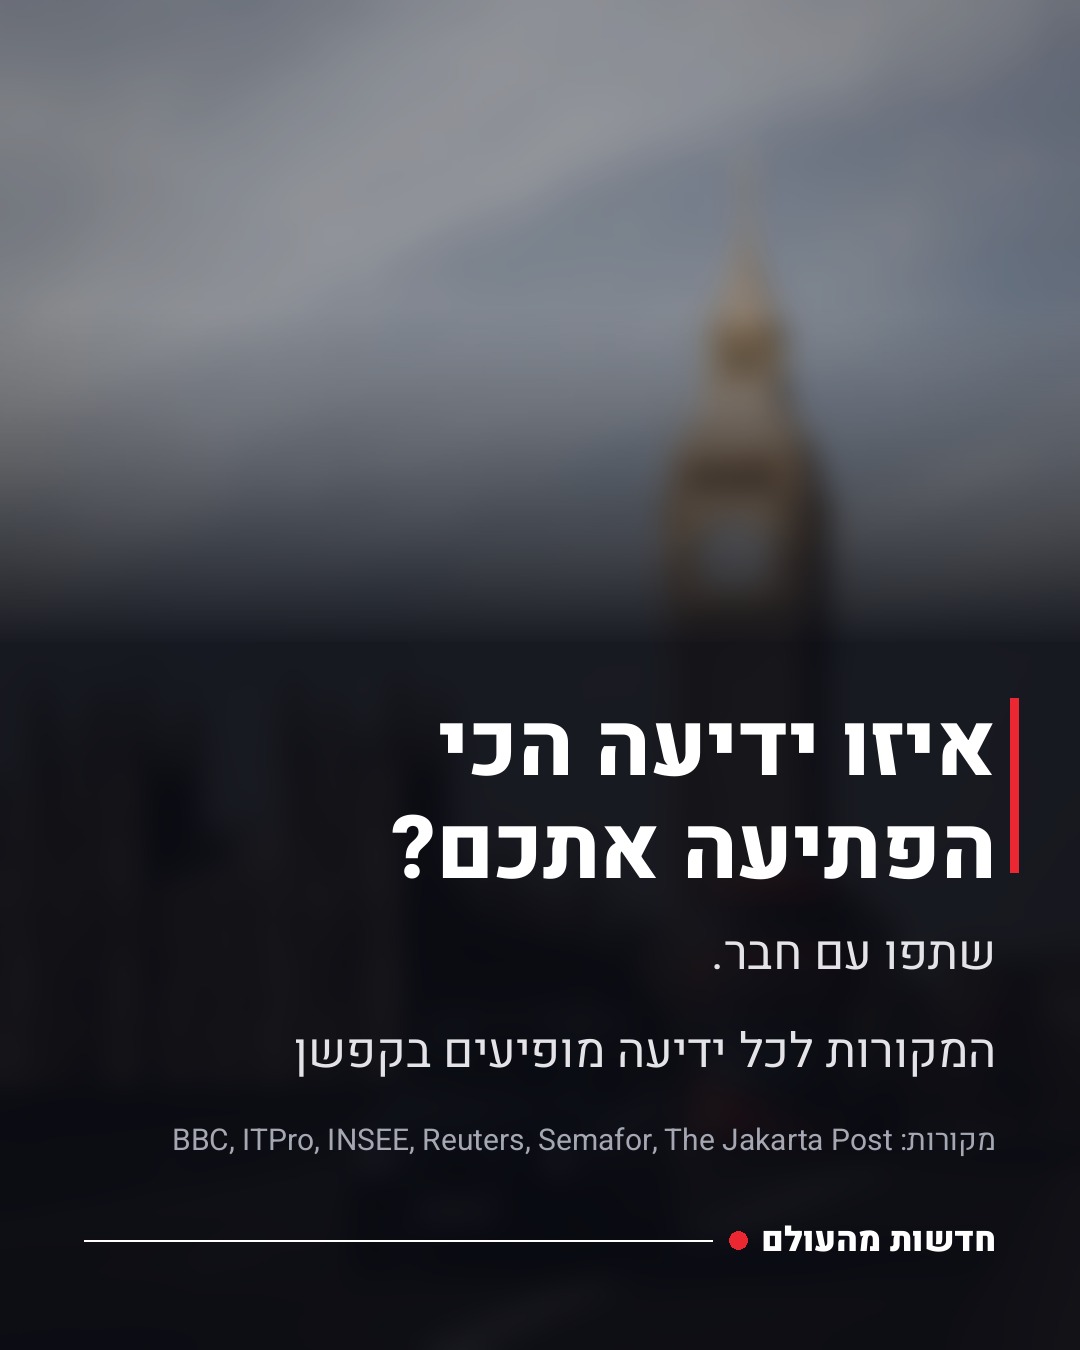 איזו ידיעה הכי
הפתיעה אתכם?
שתפו עם חבר.
המקורות לכל ידיעה מופיעים בקפשן
מקורות: BBC, ITPro, INSEE, Reuters, Semafor, The Jakarta Post
חדשות מהעולם